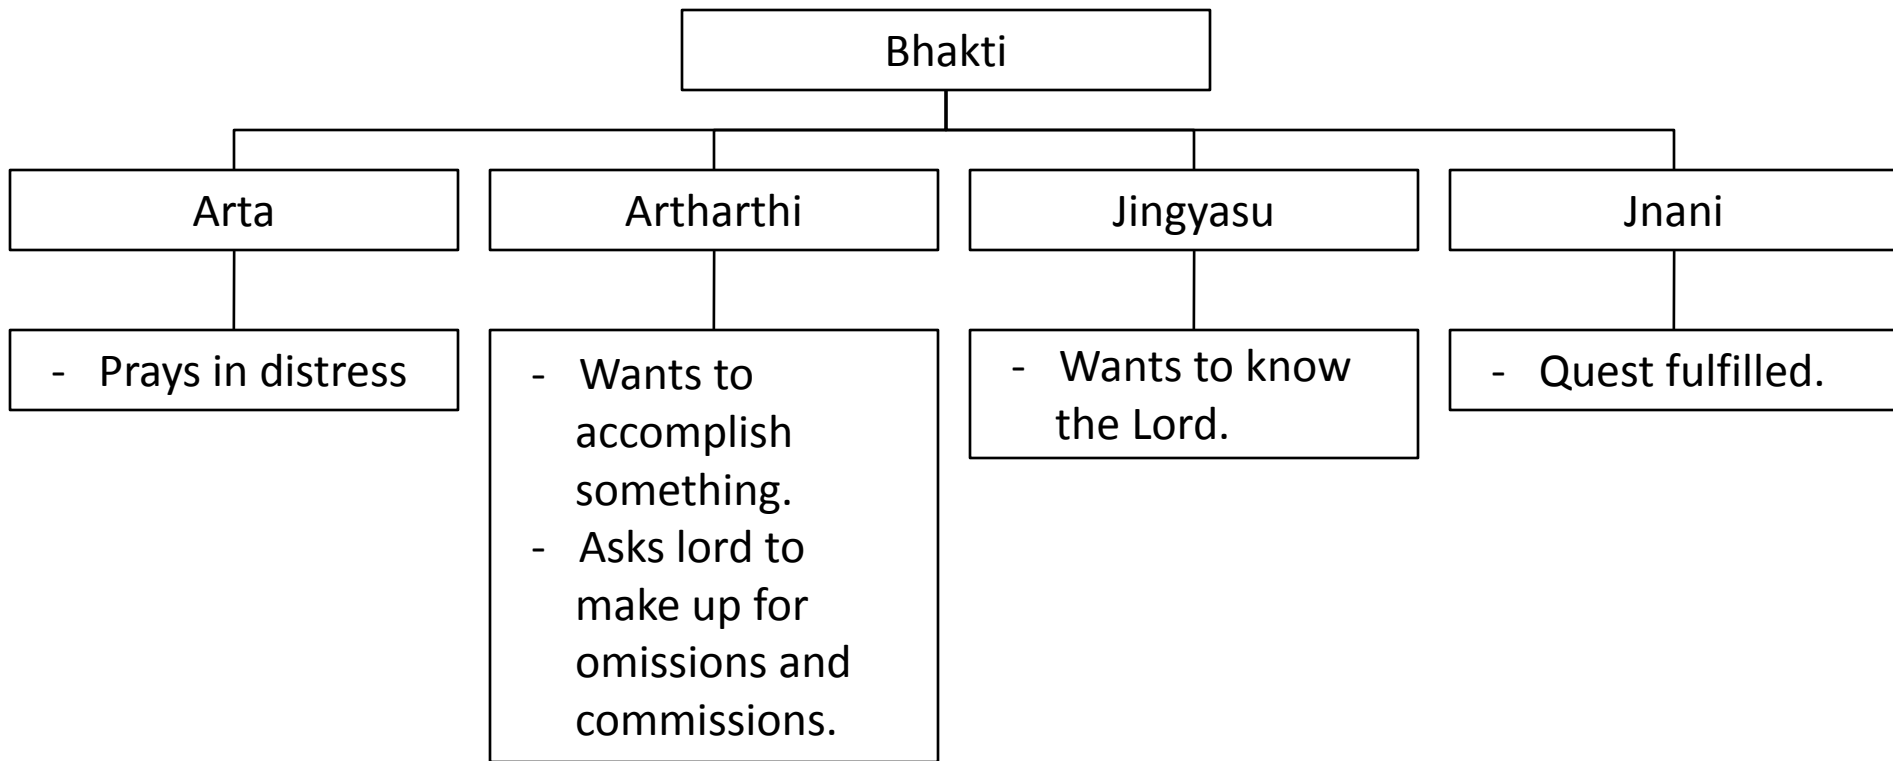 Bhakti
Arta
Artharthi
Jingyasu
Jnani
- Prays in distress
- Wants to
accomplish
something.
- Asks lord to
make up for
omissions and
commissions.
- Wants to know
the Lord.
- Quest fulfilled.